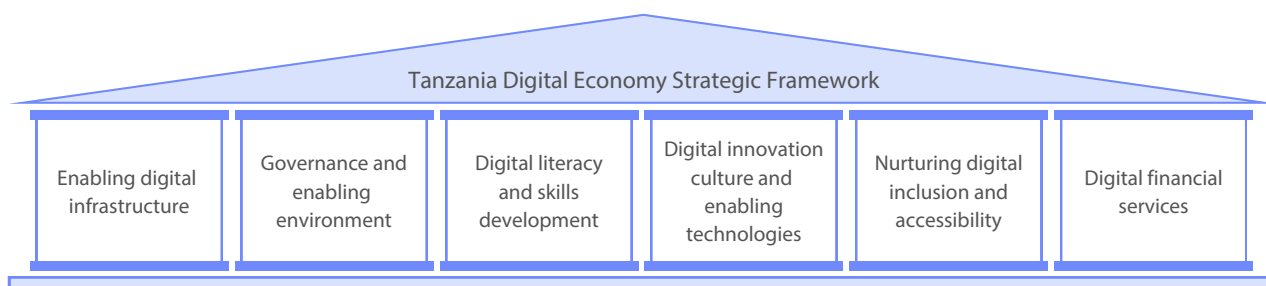 Tanzania Digital Economy Strategic Framework
Enabling digital
infrastructure
Governance and
enabling
environment
Digital literacy
and skills
development
Digital innovation
culture and
enabling
technologies
Nurturing digital
inclusion and
accessibility
Digital financial
services